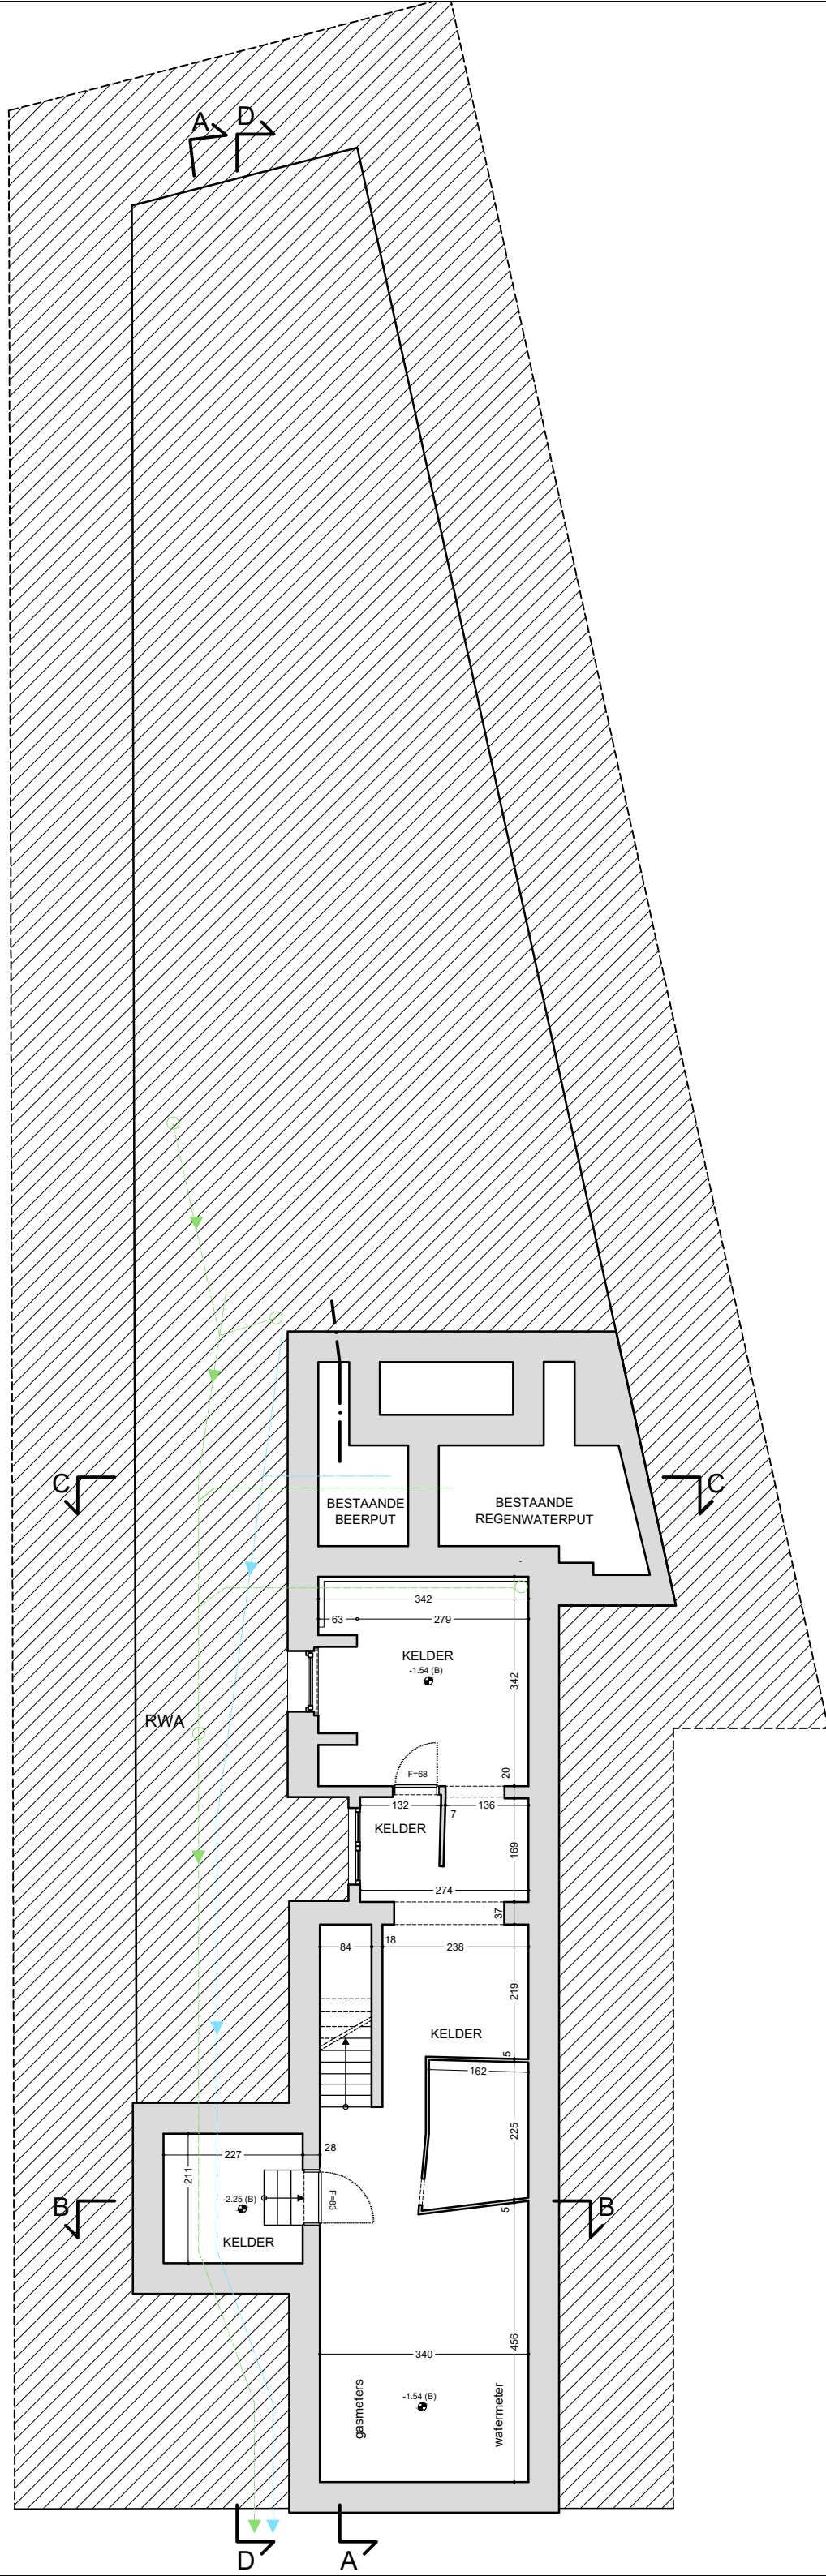 A
D
C
C
BESTAANDE
BEERPUT
BESTAANDE
REGENWATERPUT
342
63
279
KELDER
-1.54 (B)
342
RWA
F=68
20
132
7
136
KELDER
169
274
37
84
18
238
219
KELDER
5
162
225
227
28
211
-2.25 (B)
F=83
KELDER
B
B
5
456
340
gasmeters
-1.54 (B)
watermeter
D
A